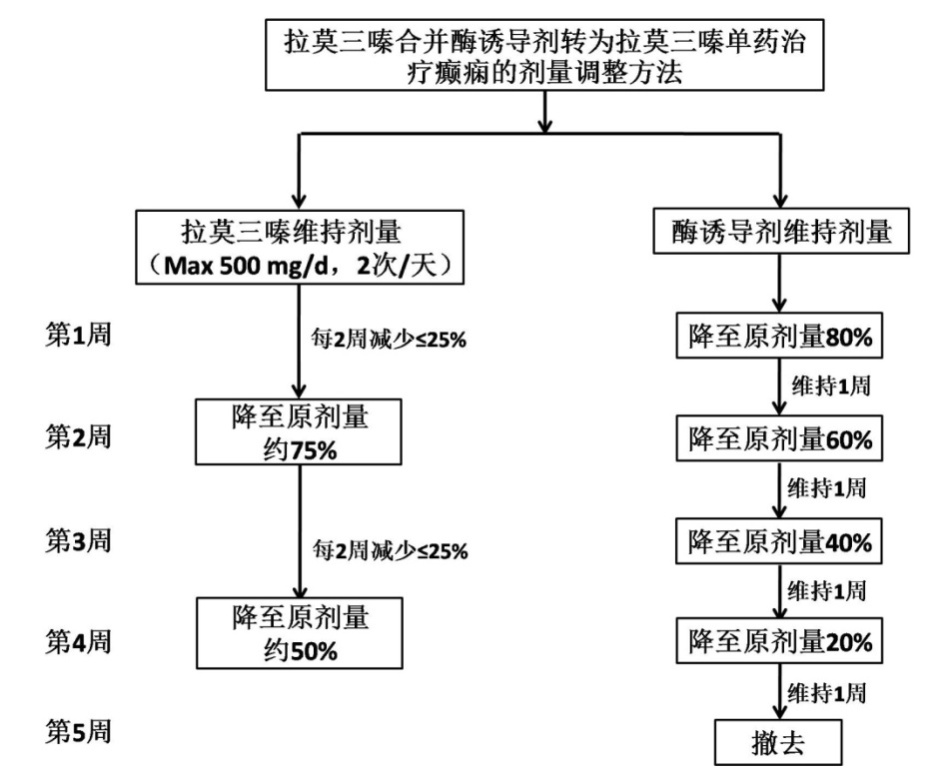 拉莫三嗪合并酶诱导剂转为拉莫三嗪单药治
疗癫痫的剂量调整方法
拉莫三嗪维持剂量
（Max 500 mg/d，2次/天）
酶诱导剂维持剂量
第1周
每2周减少≤25%
降至原剂量80%
维持1周
第2周
降至原剂量
约75%
降至原剂量60%
维持1周
第3周
每2周减少≤25%
降至原剂量40%
维持1周
第4周
降至原剂量
约50%
降至原剂量20%
维持1周
第5周
撤去